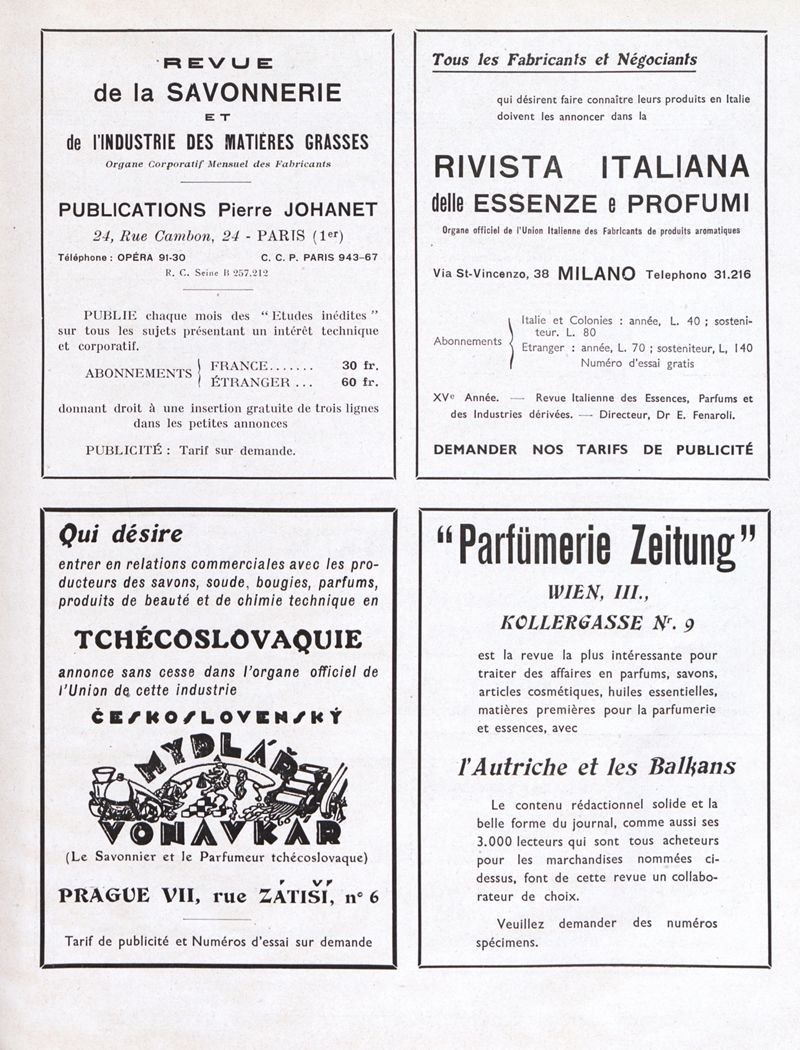 REVUE
de la SAVONNERIE
ET
de l'INDUSTRIE DES MATIÈRES GRASSES
Organe Corporatif Mensuel des Fabricants
PUBLICATIONS Pierre JOHANET
24, Rue Cambon, 24 - PARIS (1er)
Téléphone : OPÉRA 91-30 C. C. P. PARIS 943-67
R. C. Seine B 257.212
PUBLIE chaque mois des “ Etudes inédites ”
sur tous les sujets présentant un intérêt technique
et corporatif.
ABONNEMENTS
FRANCE....... 30 fr.
ÉTRANGER ... 60 fr.
donnant droit à une insertion gratuite de trois lignes
dans les petites annonces
PUBLICITÉ : Tarif sur demande.
Tous les Fabricants et Négociants
qui désirent faire connaître leurs produits en Italie
doivent les annoncer dans la
RIVISTA ITALIANA
delle ESSENZE e PROFUMI
Organe officiel de l'Union Italienne des Fabricants de produits aromatiques
Via St-Vincenzo, 38 MILANO Telephono 31.216
Abonnements
Italie et Colonies : année, L. 40 ; sosteni-
teur. L. 80
Etranger : année, L. 70 ; sosteniteur, L, 140
Numéro d'essai gratis
XVe Année. — Revue Italienne des Essences, Parfums et
des Industries dérivées. — Directeur, Dr E. Fenaroli.
DEMANDER NOS TARIFS DE PUBLICITÉ
Qui désire
entrer en relations commerciales avec les pro-
ducteurs des savons, soude, bougies, parfums,
produits de beauté et de chimie technique en
TCHÉCOSLOVAQUIE
annonce sans cesse dans l'organe officiel de
l'Union de cette industrie
ČESKOSLOVENSKÝ
MYDLÁŘ
VOŇAVKÁŘ
(Le Savonnier et le Parfumeur tchécoslovaque)
PRAGUE VII, rue ZÁTIŠÍ, n° 6
Tarif de publicité et Numéros d'essai sur demande
“Parfümerie Zeitung”
WIEN, III.,
KOLLERGASSE Nr. 9
est la revue la plus intéressante pour
traiter des affaires en parfums, savons,
articles cosmétiques, huiles essentielles,
matières premières pour la parfumerie
et essences, avec
l'Autriche et les Balkans
Le contenu rédactionnel solide et la
belle forme du journal, comme aussi ses
3.000 lecteurs qui sont tous acheteurs
pour les marchandises nommées ci-
dessus, font de cette revue un collabo-
rateur de choix.
Veuillez demander des numéros
spécimens.